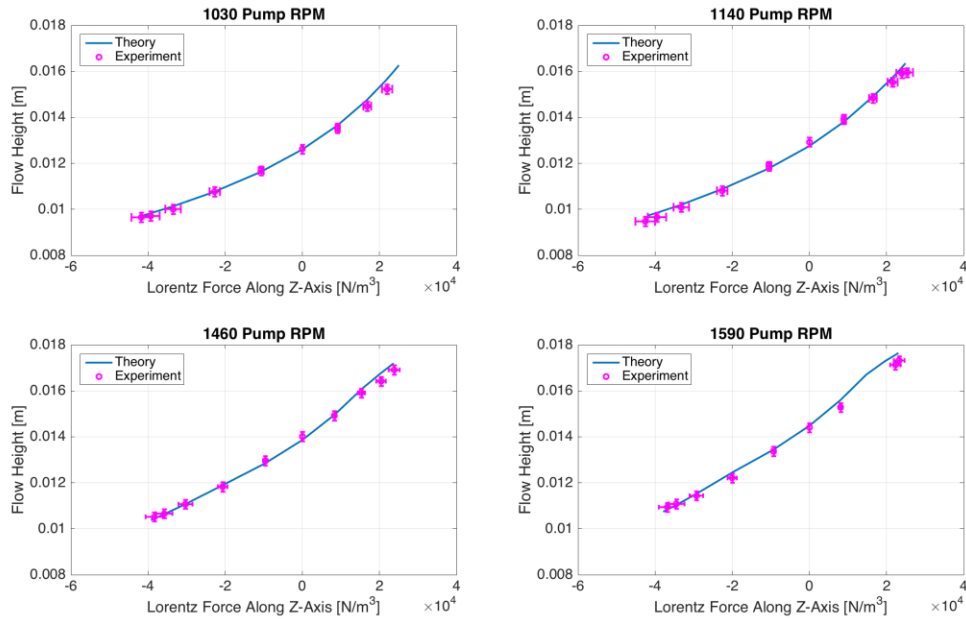 1030 Pump RPM
Theory
Experiment
0.018
0.016
0.014
0.012
0.01
0.008
Flow Height [m]
-6 -4 -2 0 2 4
Lorentz Force Along Z-Axis [N/m³] ×10⁴
1140 Pump RPM
Theory
Experiment
0.018
0.016
0.014
0.012
0.01
0.008
Flow Height [m]
-6 -4 -2 0 2 4
Lorentz Force Along Z-Axis [N/m³] ×10⁴
1460 Pump RPM
Theory
Experiment
0.018
0.016
0.014
0.012
0.01
0.008
Flow Height [m]
-6 -4 -2 0 2 4
Lorentz Force Along Z-Axis [N/m³] ×10⁴
1590 Pump RPM
Theory
Experiment
0.018
0.016
0.014
0.012
0.01
0.008
Flow Height [m]
-6 -4 -2 0 2 4
Lorentz Force Along Z-Axis [N/m³] ×10⁴